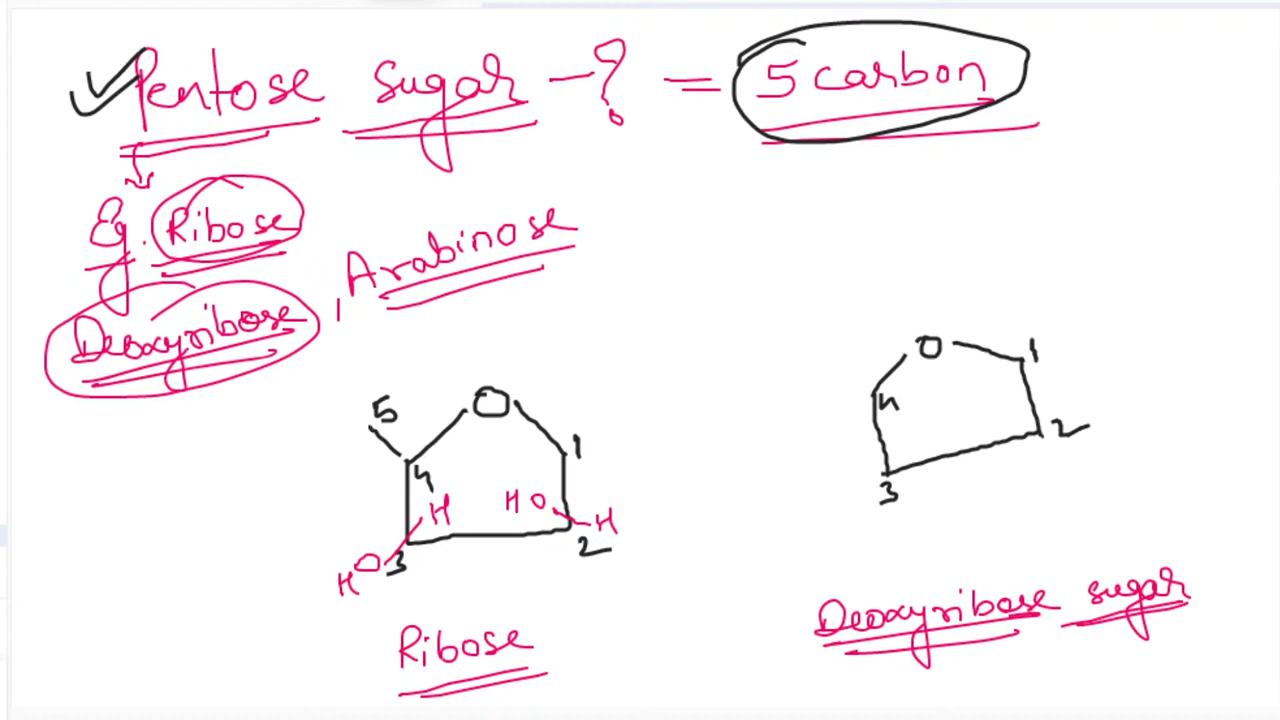 Pentose sugar - ? = 5 carbon
Eg. Ribose
Deoxyribose , Arabinose
O
1
2
3
4
5
H
HO
H
HO
Ribose
O
1
2
3
4
Deoxyribose sugar